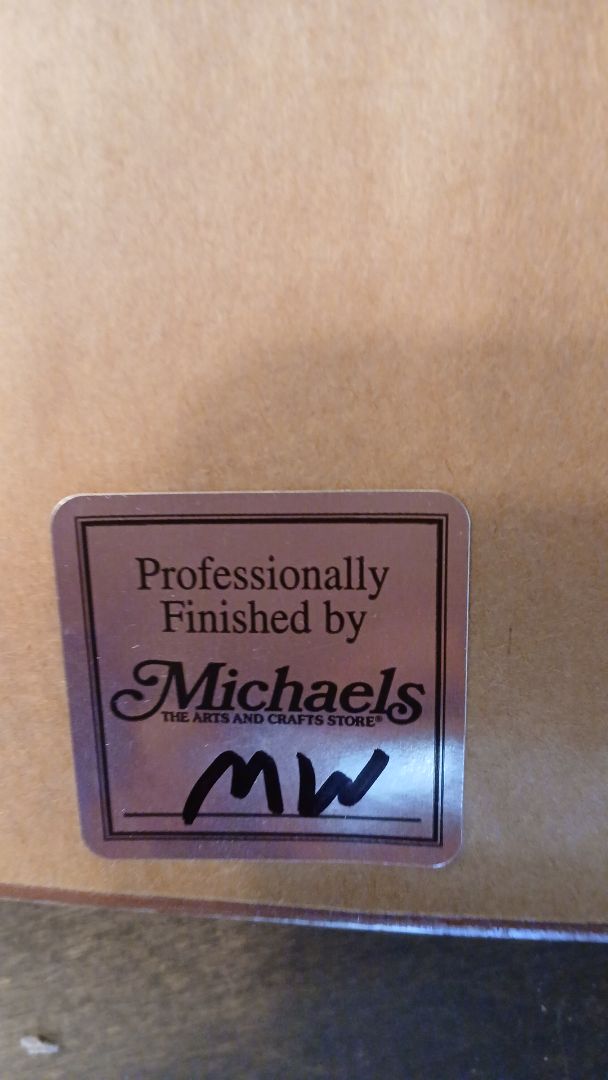 Professionally
Finished by
Michaels
THE ARTS AND CRAFTS STORE®
MW